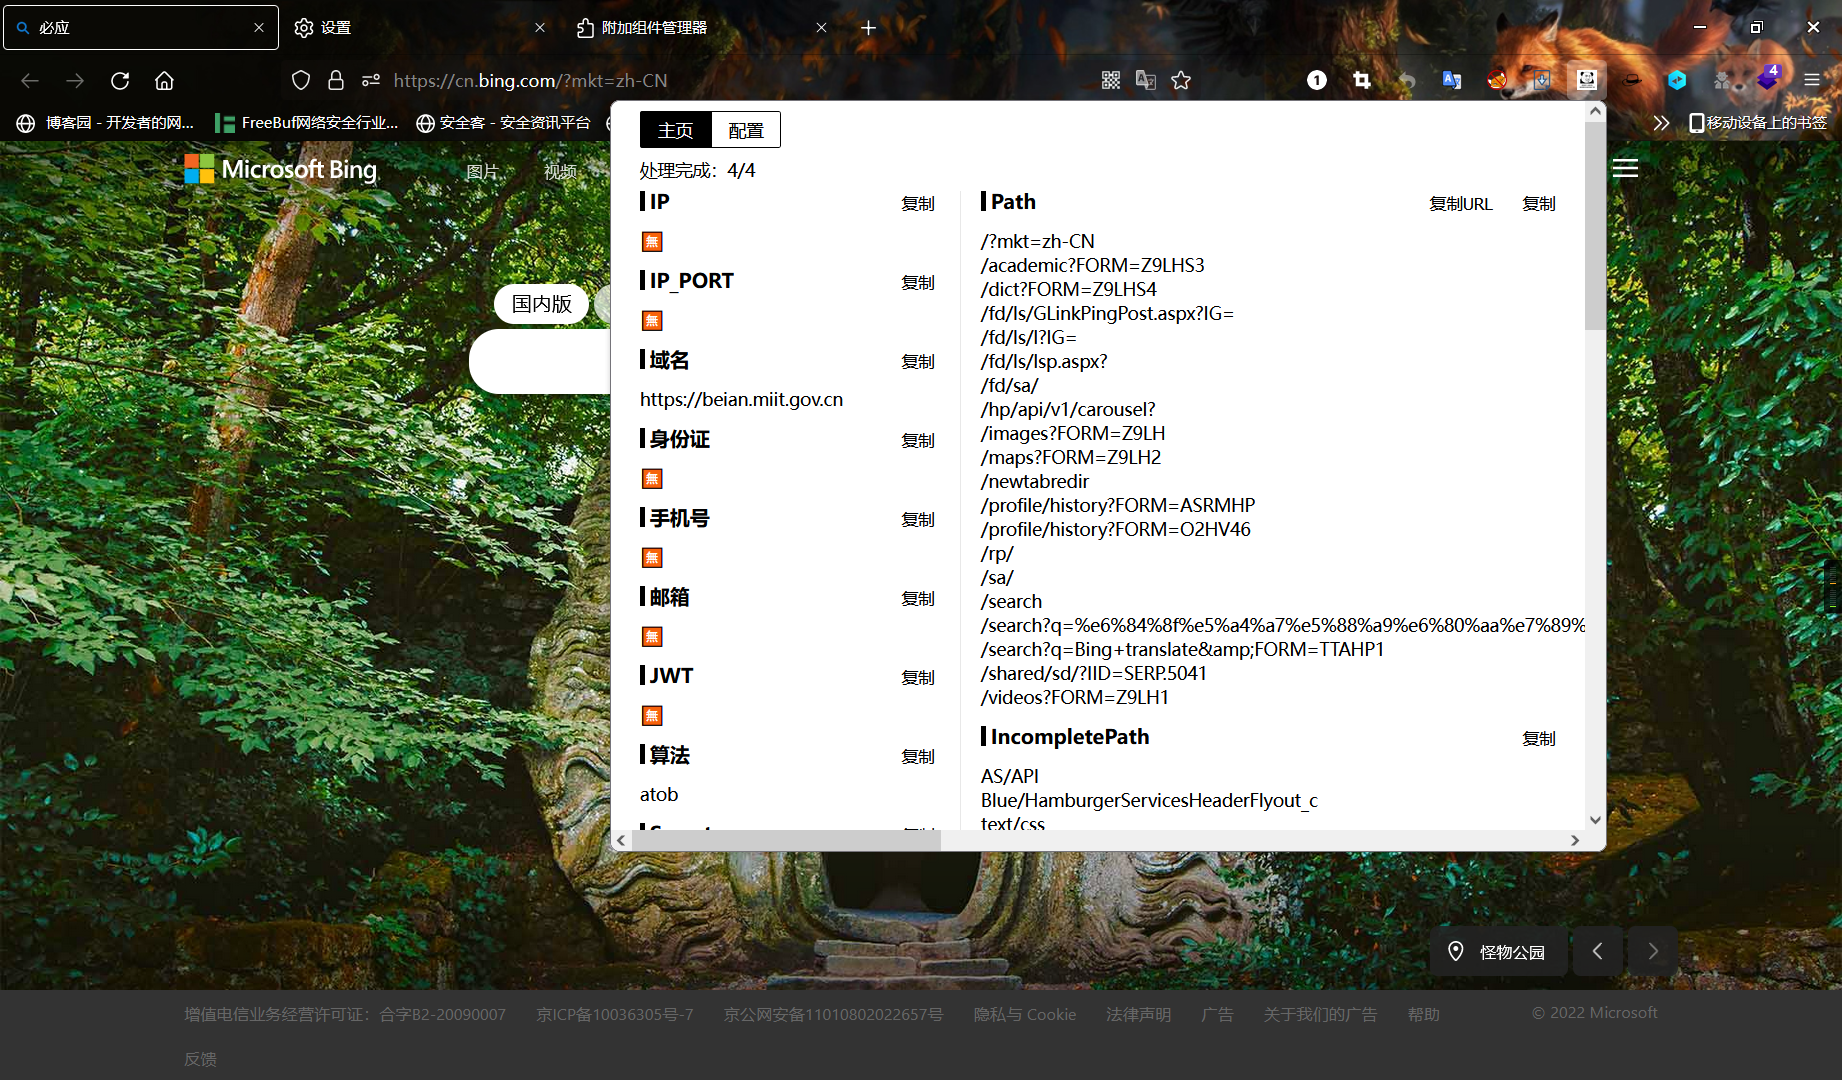 必应
设置
附加组件管理器
https://cn.bing.com/?mkt=zh-CN
1
4
博客园 - 开发者的网...
FreeBuf网络安全行业...
安全客 - 安全资讯平台
移动设备上的书签
Microsoft Bing
图片
视频
国内版
主页
配置
处理完成：4/4
IP
复制
無
IP_PORT
复制
無
域名
复制
https://beian.miit.gov.cn
身份证
复制
無
手机号
复制
無
邮箱
复制
無
JWT
复制
無
算法
复制
atob
Path
复制URL
复制
/?mkt=zh-CN
/academic?FORM=Z9LHS3
/dict?FORM=Z9LHS4
/fd/ls/GLinkPingPost.aspx?IG=
/fd/ls/l?IG=
/fd/ls/lsp.aspx?
/fd/sa/
/hp/api/v1/carousel?
/images?FORM=Z9LH
/maps?FORM=Z9LH2
/newtabredir
/profile/history?FORM=ASRMHP
/profile/history?FORM=O2HV46
/rp/
/sa/
/search
/search?q=%e6%84%8f%e5%a4%a7%e5%88%a9%e6%80%aa%e7%89%
/search?q=Bing+translate&amp;FORM=TTAHP1
/shared/sd/?IID=SERP.5041
/videos?FORM=Z9LH1
IncompletePath
复制
AS/API
Blue/HamburgerServicesHeaderFlyout_c
text/css
怪物公园
增值电信业务经营许可证：合字B2-20090007
京ICP备10036305号-7
京公网安备11010802022657号
隐私与 Cookie
法律声明
广告
关于我们的广告
帮助
© 2022 Microsoft
反馈